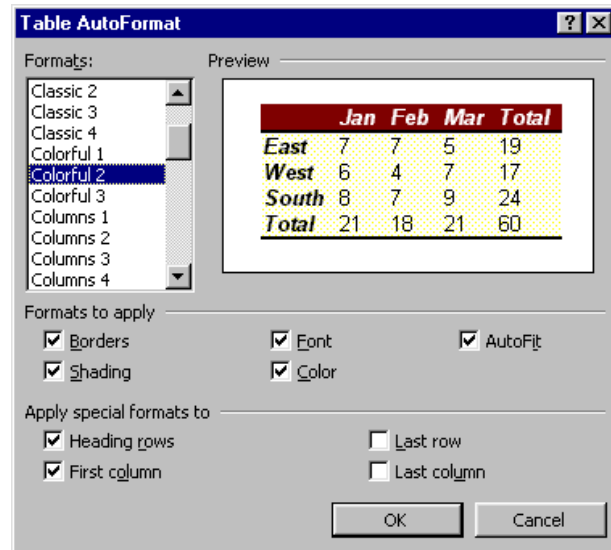 Table AutoFormat
Formats:
Preview
Classic 2
Classic 3
Classic 4
Colorful 1
Colorful 2
Colorful 3
Columns 1
Columns 2
Columns 3
Columns 4
Jan Feb Mar Total
East 7 7 5 19
West 6 4 7 17
South 8 7 9 24
Total 21 18 21 60
Formats to apply
Borders Font AutoFit
Shading Color
Apply special formats to
Heading rows Last row
First column Last column
OK Cancel